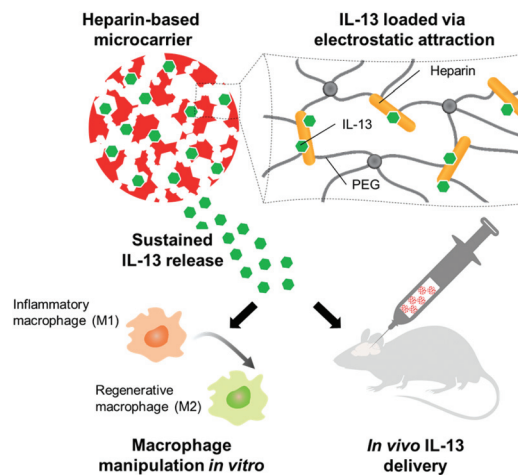 Heparin-based
microcarrier
IL-13 loaded via
electrostatic attraction
Heparin
IL-13
PEG
Sustained
IL-13 release
Inflammatory
macrophage (M1)
Regenerative
macrophage (M2)
Macrophage
manipulation in vitro
In vivo IL-13
delivery